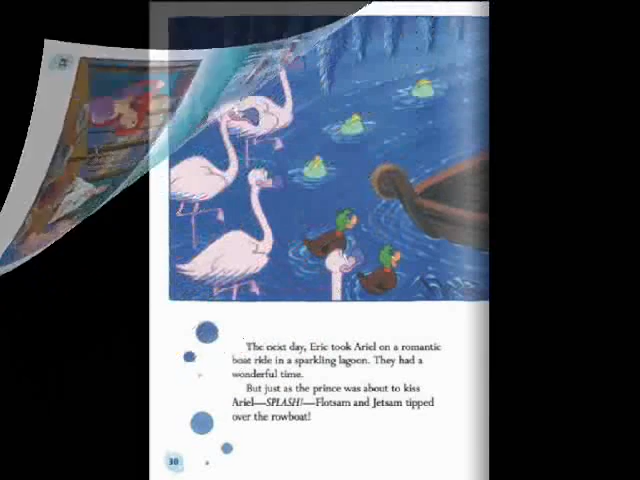 The next day, Eric took Ariel on a romantic
boat ride in a sparkling lagoon. They had a
wonderful time.
But just as the prince was about to kiss
Ariel—SPLASH!—Flotsam and Jetsam tipped
over the rowboat!
30